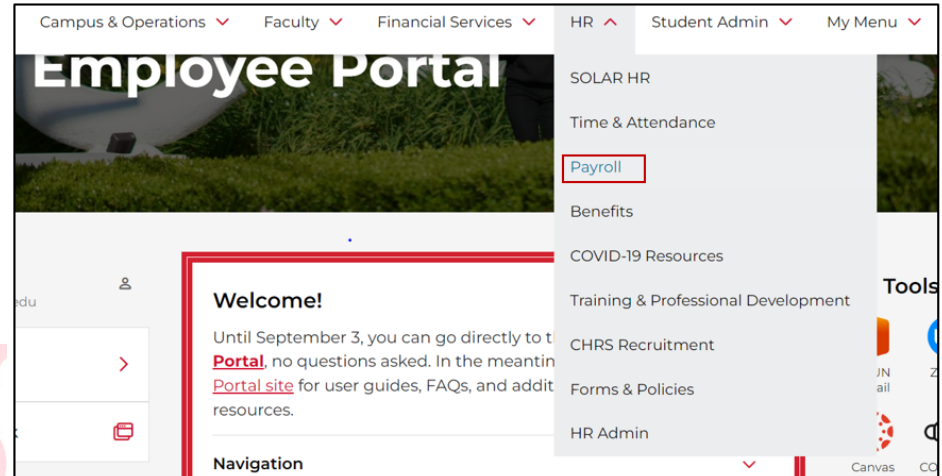 Campus & Operations Faculty Financial Services HR Student Admin My Menu
Employee Portal
SOLAR HR
Time & Attendance
Payroll
Benefits
COVID-19 Resources
Training & Professional Development
CHRS Recruitment
Forms & Policies
HR Admin
edu
Welcome!
Until September 3, you can go directly to t
Portal, no questions asked. In the meantin
Portal site for user guides, FAQs, and addit
resources.
Navigation
Tools
UN
ail
Z
Canvas
CO